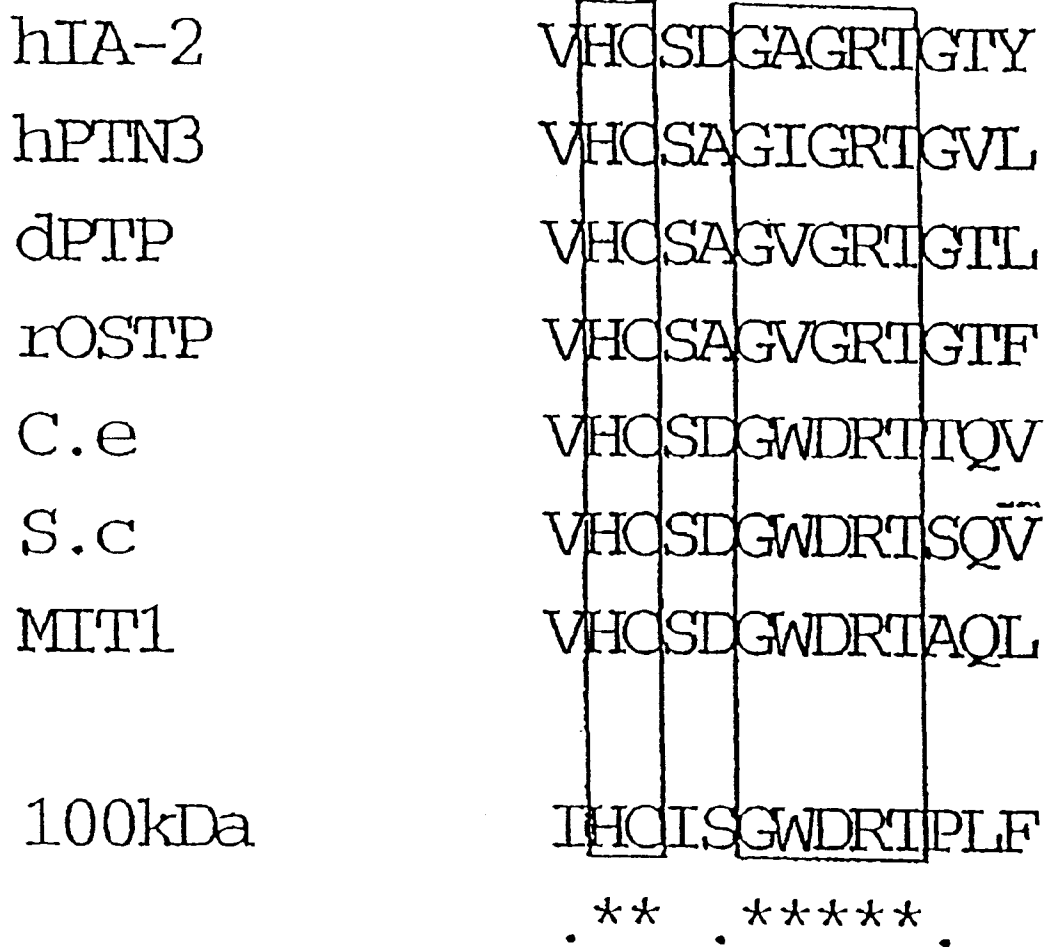 hIA-2 VHCSDGAGRTGTY
hPTN3 VHCSAGIGRTGVL
dPTP VHCSAGVGRTGTL
rOSTP VHCSAGVGRTGTF
C.e VHCSDGWDRTTQV
S.c VHCSDGWDRTSQV
MIT1 VHCSDGWDRTAQL
100kDa IHCISGWDRTPLF
.** .*****.